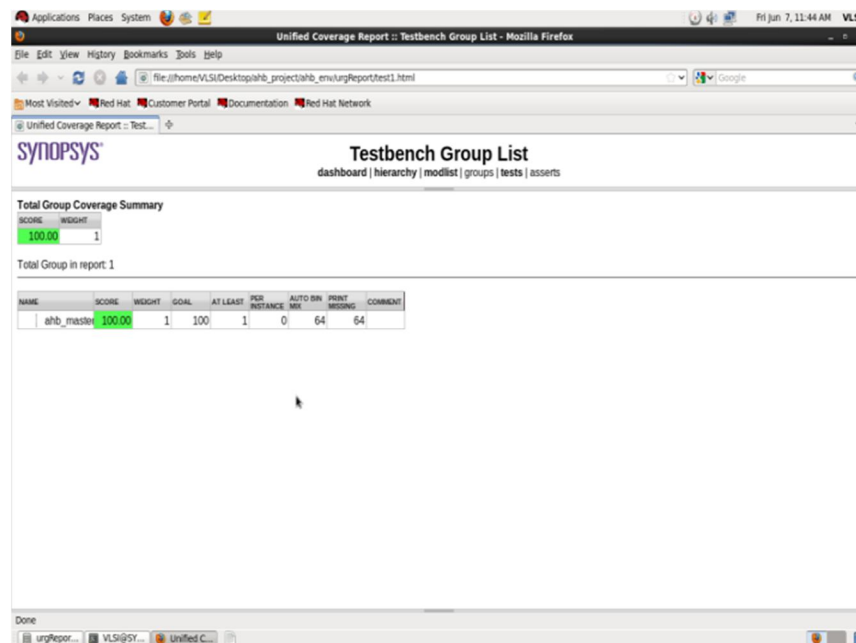 Applications Places System Fri Jun 7, 11:44 AM VLS
Unified Coverage Report :: Testbench Group List - Mozilla Firefox
File Edit View History Bookmarks Tools Help
file:///home/VLSI/Desktop/ahb_project/ahb_env/urgReport/test1.html Google
Most Visited Red Hat Customer Portal Documentation Red Hat Network
Unified Coverage Report :: Test...
SYNOPSYS®
Testbench Group List
dashboard | hierarchy | modlist | groups | tests | asserts
Total Group Coverage Summary
SCORE WEIGHT
100.00 1
Total Group in report: 1
NAME SCORE WEIGHT GOAL AT LEAST PER INSTANCE AUTO BIN MIX PRINT MISSING COMMENT
ahb_master 100.00 1 100 1 0 64 64
Done
urgRepor... VLSI@SY... Unified C...